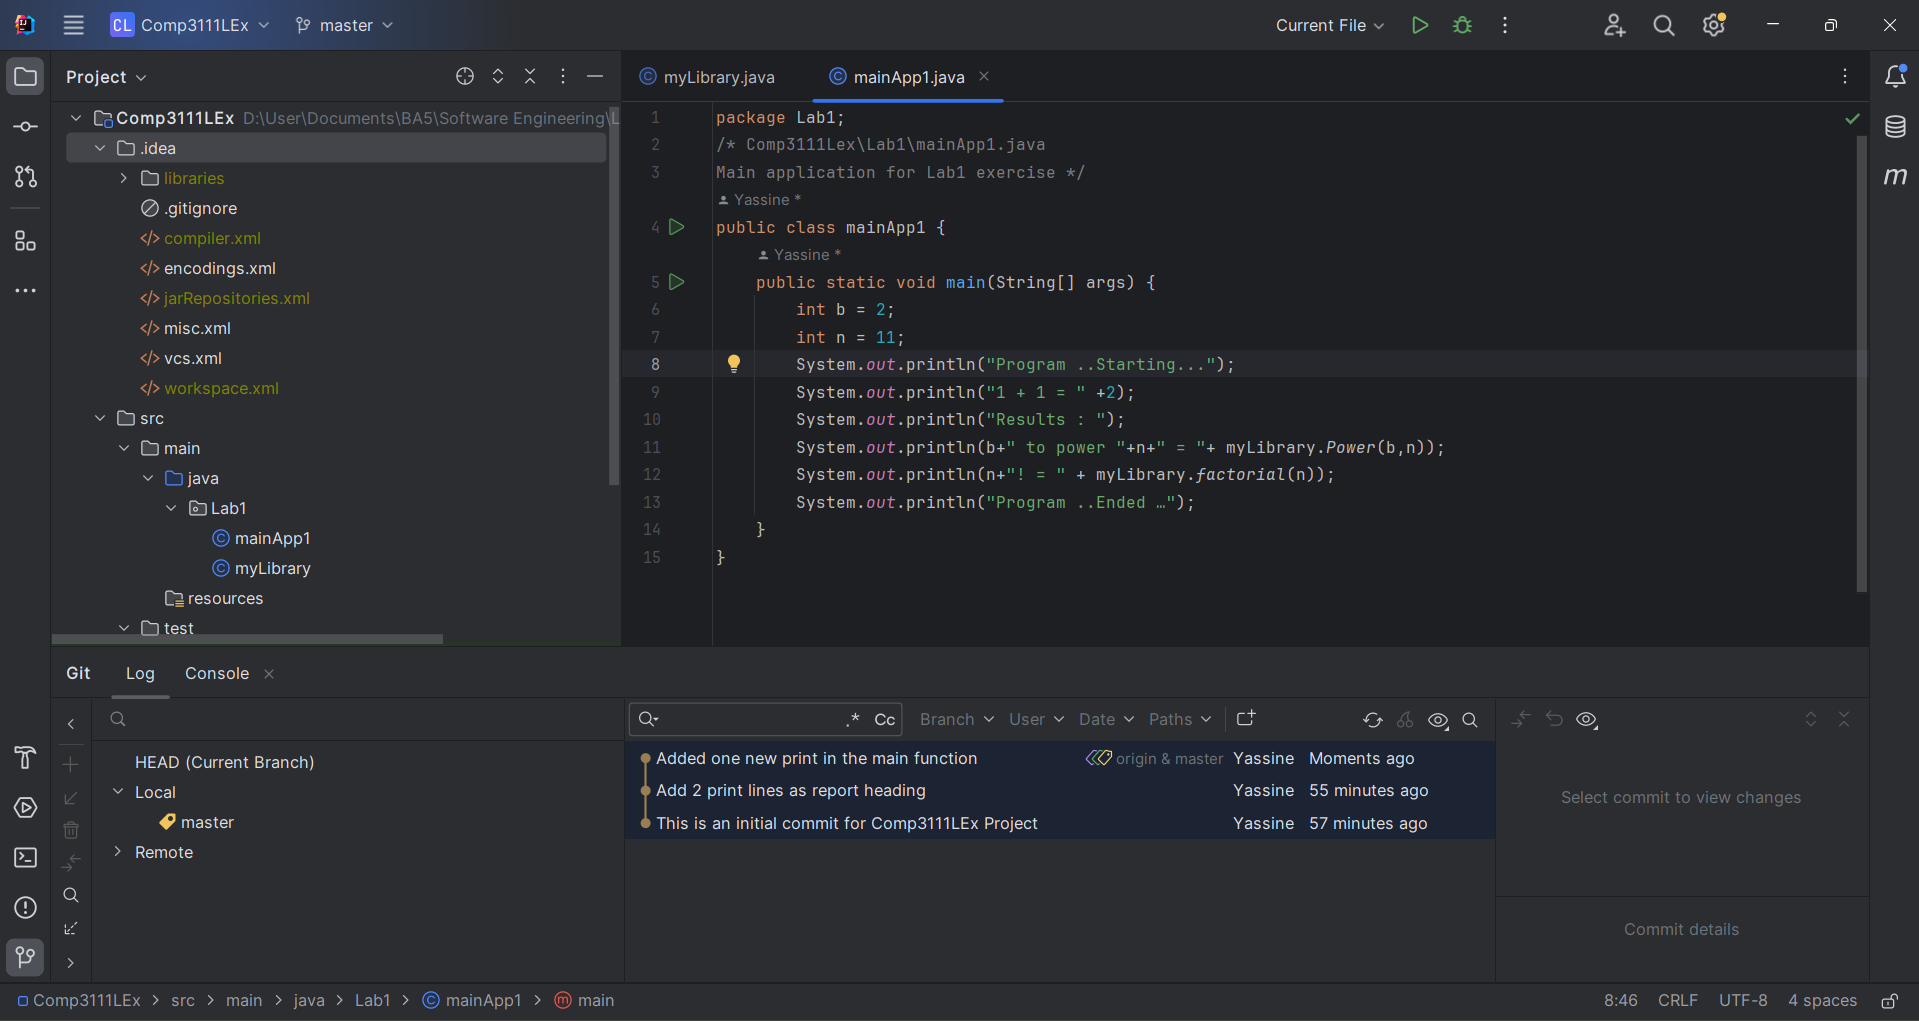 CL Comp3111LEx master Current File
Project
Comp3111LEx D:\User\Documents\BA5\Software Engineering\L
.idea
libraries
.gitignore
compiler.xml
encodings.xml
jarRepositories.xml
misc.xml
vcs.xml
workspace.xml
src
main
java
Lab1
mainApp1
myLibrary
resources
test
myLibrary.java mainApp1.java
1 package Lab1;
2 /* Comp3111Lex\Lab1\mainApp1.java
3 Main application for Lab1 exercise */
Yassine *
4 public class mainApp1 {
Yassine *
5 public static void main(String[] args) {
6 int b = 2;
7 int n = 11;
8 System.out.println("Program ..Starting...");
9 System.out.println("1 + 1 = " +2);
10 System.out.println("Results : ");
11 System.out.println(b+" to power "+n+" = "+ myLibrary.Power(b,n));
12 System.out.println(n+"! = " + myLibrary.factorial(n));
13 System.out.println("Program ..Ended …");
14 }
15 }
Git Log Console
.* Cc Branch User Date Paths
HEAD (Current Branch)
Local
master
Remote
Added one new print in the main function origin & master Yassine Moments ago
Add 2 print lines as report heading Yassine 55 minutes ago
This is an initial commit for Comp3111LEx Project Yassine 57 minutes ago
Select commit to view changes
Commit details
Comp3111LEx > src > main > java > Lab1 > mainApp1 > main
8:46 CRLF UTF-8 4 spaces